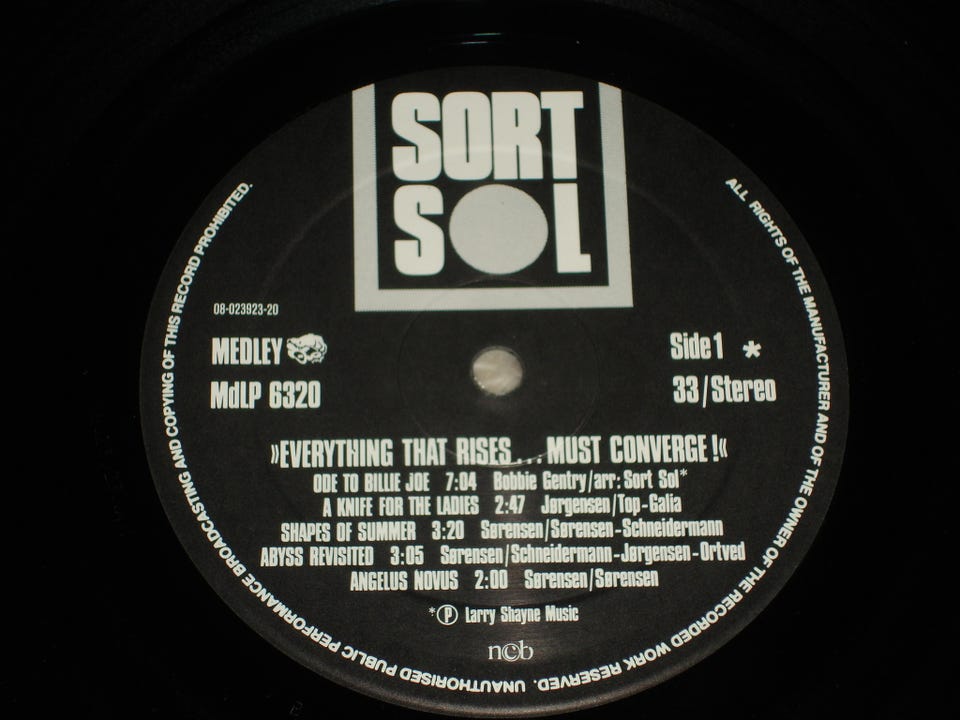 SORT
SOL
08-023923-20
MEDLEY
MdLP 6320
Side 1 *
33/Stereo
»EVERYTHING THAT RISES... MUST CONVERGE!«
ODE TO BILLIE JOE 7:04 Bobbie Gentry/arr: Sort Sol*
A KNIFE FOR THE LADIES 2:47 Jørgensen/Top-Galia
SHAPES OF SUMMER 3:20 Sørensen/Sørensen-Schneidermann
ABYSS REVISITED 3:05 Sørensen/Schneidermann-Jørgensen-Ortved
ANGELUS NOVUS 2:00 Sørensen/Sørensen
*Ⓟ Larry Shayne Music
ncb
ALL RIGHTS OF THE MANUFACTURER AND OF THE OWNER OF THE RECORDED WORK RESERVED. UNAUTHORISED PUBLIC PERFORMANCE BROADCASTING AND COPYING OF THIS RECORD PROHIBITED.